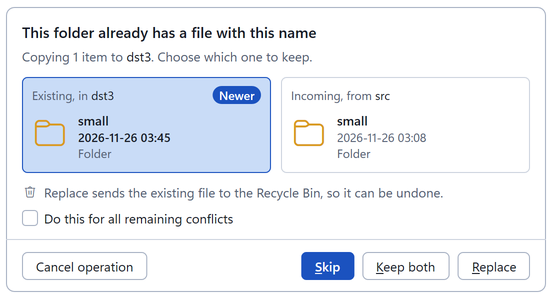 This folder already has a file with this name
Copying 1 item to dst3. Choose which one to keep.
Existing, in dst3
Newer
small
2026-11-26 03:45
Folder
Incoming, from src
small
2026-11-26 03:08
Folder
Replace sends the existing file to the Recycle Bin, so it can be undone.
Do this for all remaining conflicts
Cancel operation
Skip
Keep both
Replace